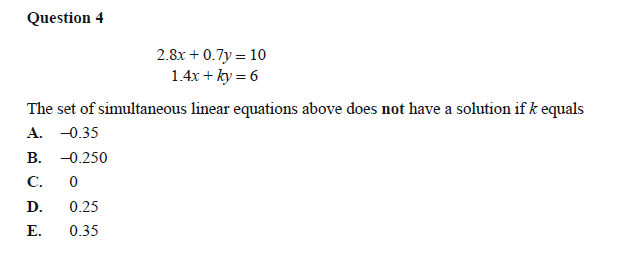 Question 4
2.8x + 0.7y = 10
1.4x + ky = 6
The set of simultaneous linear equations above does not have a solution if k equals
A. –0.35
B. –0.250
C. 0
D. 0.25
E. 0.35